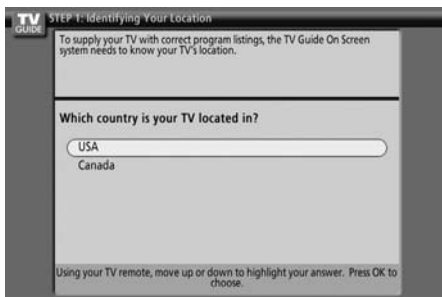 TV
GUIDE
STEP 1: Identifying Your Location
To supply your TV with correct program listings, the TV Guide On Screen
system needs to know your TV's location.
Which country is your TV located in?
USA
Canada
Using your TV remote, move up or down to highlight your answer. Press OK to
choose.